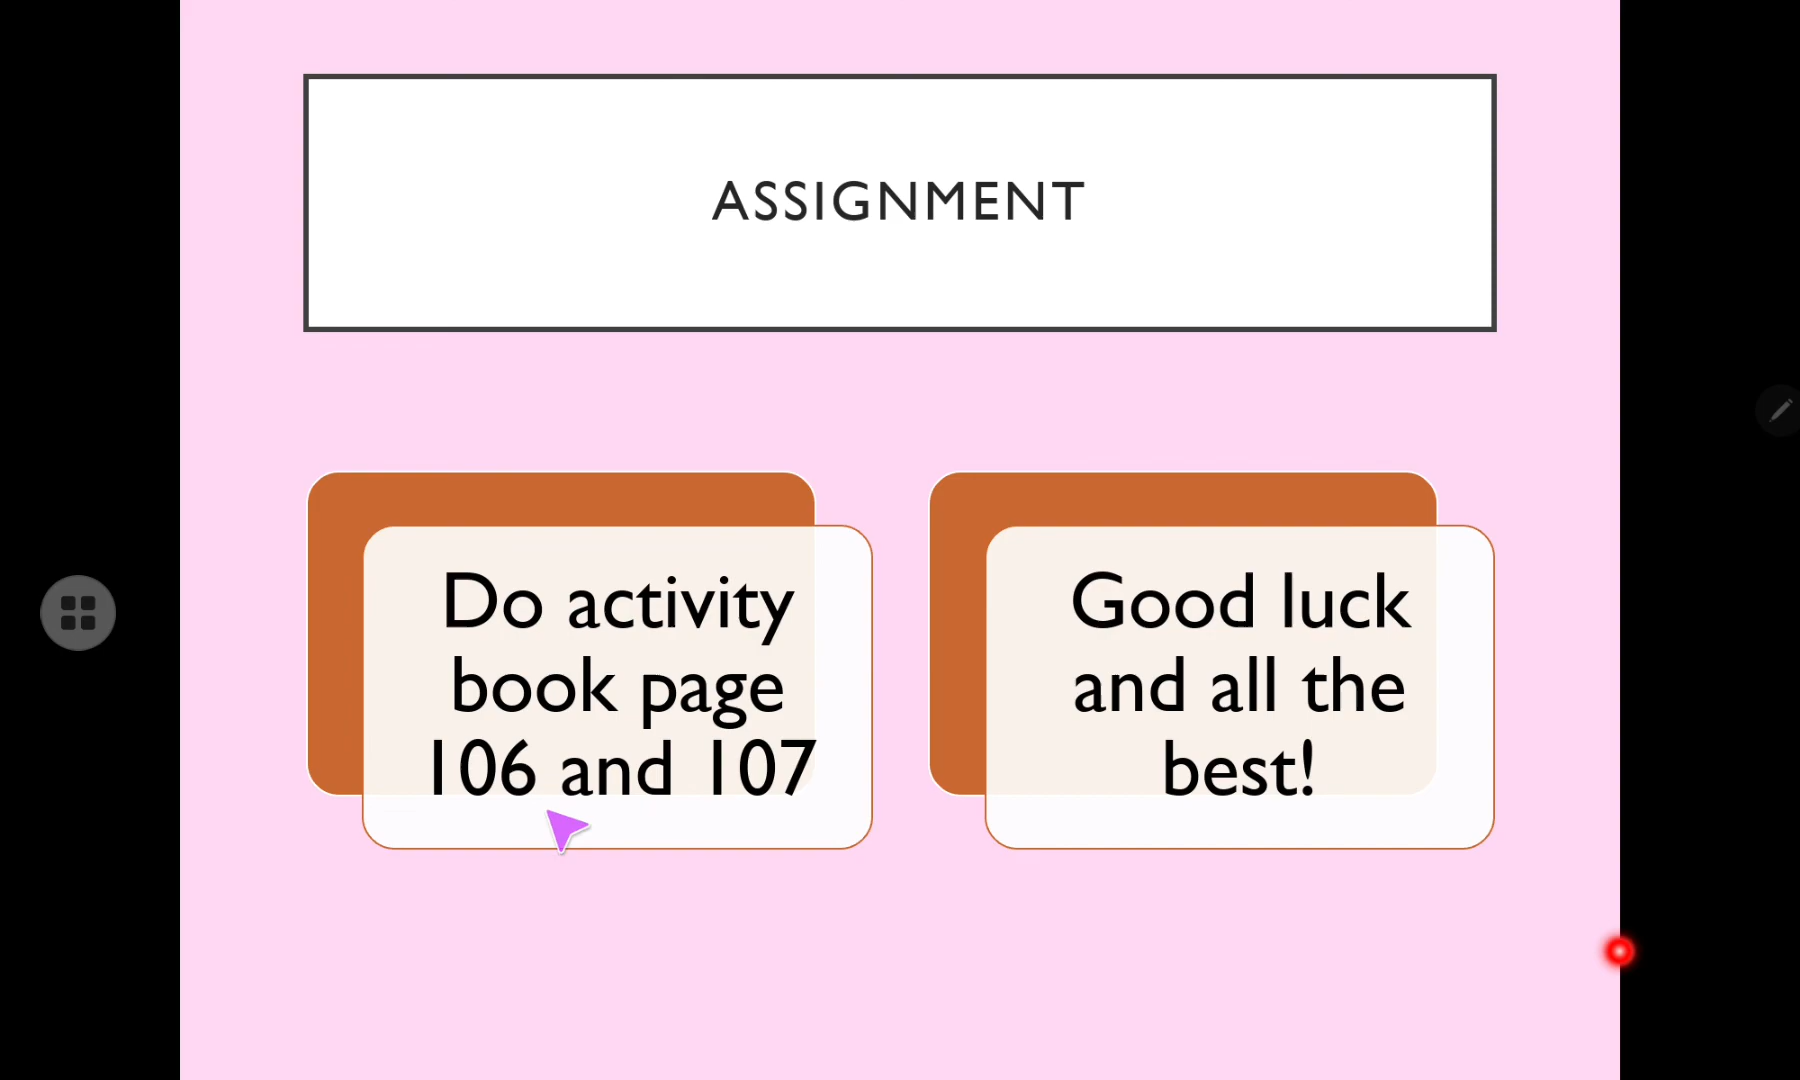 ASSIGNMENT
Do activity
book page
106 and 107
Good luck
and all the
best!